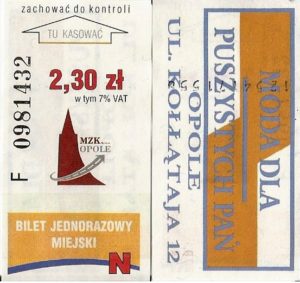 zachować do kontroli
TU KASOWAĆ
2,30 zł
w tym 7% VAT
F 0981432
MZK
OPOLE
BILET JEDNORAZOWY
MIEJSKI
N
MODA DLA
PUSZYSTYCH PAŃ
OPOLE
UL. KOŁŁĄTAJA 12